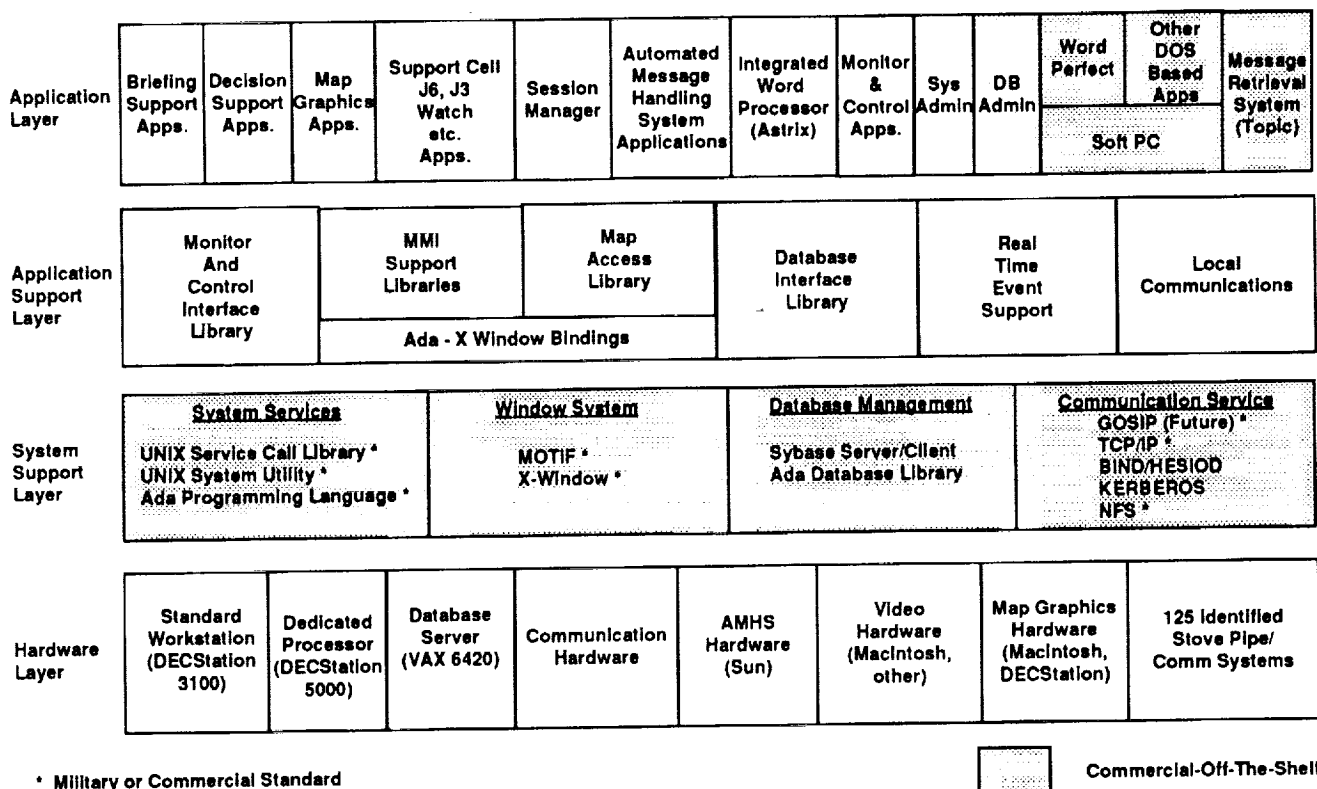 Application
Layer
Briefing
Support
Apps.
Decision
Support
Apps.
Map
Graphics
Apps.
Support Cell
J6, J3
Watch
etc.
Apps.
Session
Manager
Automated
Message
Handling
System
Applications
Integrated
Word
Processor
(Astrix)
Monitor
&
Control
Apps.
Sys
Admin
DB
Admin
Word
Perfect
Other
DOS
Based
Apps
Soft PC
Message
Retrieval
System
(Topic)
Application
Support
Layer
Monitor
And
Control
Interface
Library
MMI
Support
Libraries
Map
Access
Library
Ada - X Window Bindings
Database
Interface
Library
Real
Time
Event
Support
Local
Communications
System
Support
Layer
System Services
UNIX Service Call Library *
UNIX System Utility *
Ada Programming Language *
Window System
MOTIF *
X-Window *
Database Management
Sybase Server/Client
Ada Database Library
Communication Service
GOSIP (Future) *
TCP/IP *
BIND/HESIOD
KERBEROS
NFS *
Hardware
Layer
Standard
Workstation
(DECStation
3100)
Dedicated
Processor
(DECStation
5000)
Database
Server
(VAX 6420)
Communication
Hardware
AMHS
Hardware
(Sun)
Video
Hardware
(Macintosh,
other)
Map Graphics
Hardware
(Macintosh,
DECStation)
125 Identified
Stove Pipe/
Comm Systems
* Military or Commercial Standard
Commercial-Off-The-Shelf